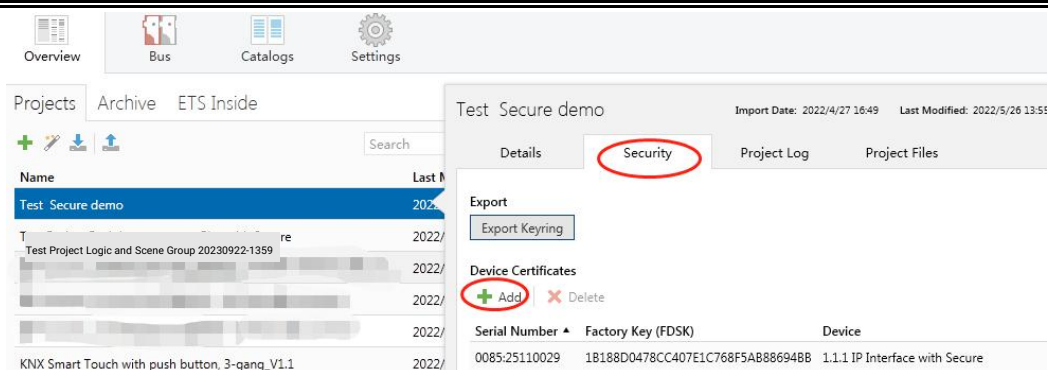 Overview Bus Catalogs Settings
Projects Archive ETS Inside
Search
Name Last M
Test Secure demo 202
T re 2022/
Test Project Logic and Scene Group 20230922-1359
2022/
2022/
2022/
KNX Smart Touch with push button, 3-gang_V1.1 2022/
Test Secure demo Import Date: 2022/4/27 16:49 Last Modified: 2022/5/26 13:55
Details Security Project Log Project Files
Export
Export Keyring
Device Certificates
Add Delete
Serial Number Factory Key (FDSK) Device
0085:25110029 1B188D0478CC407E1C768F5AB88694BB 1.1.1 IP Interface with Secure